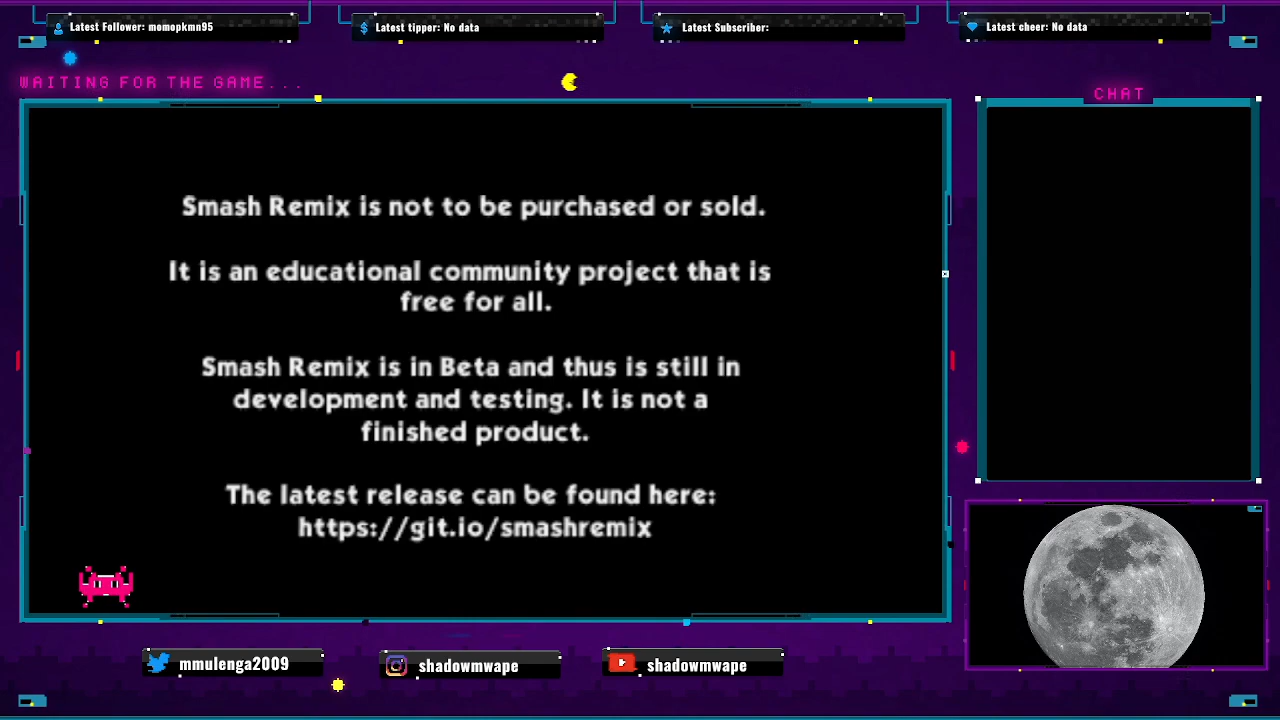 Latest Follower: momopkmn95
Latest tipper: No data
Latest Subscriber:
Latest cheer: No data
WAITING FOR THE GAME...
CHAT
Smash Remix is not to be purchased or sold.
It is an educational community project that is
free for all.
Smash Remix is in Beta and thus is still in
development and testing. It is not a
finished product.
The latest release can be found here:
https://git.io/smashremix
mmulenga2009
shadowmwape
shadowmwape